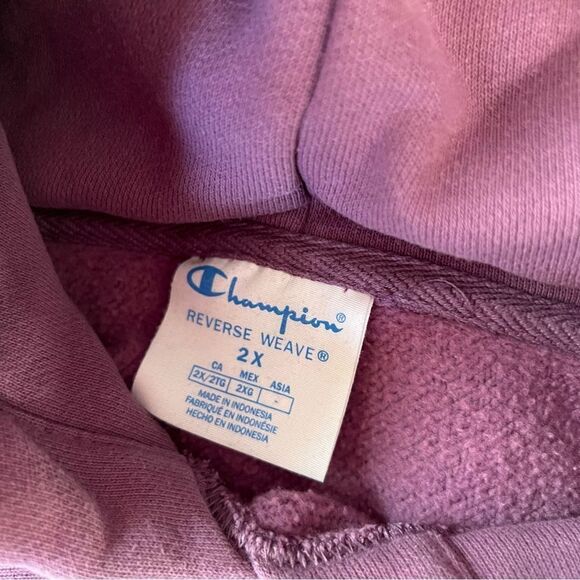 Champion®
REVERSE WEAVE®
2X
CA MEX ASIA
2X/2TG 2XG -
MADE IN INDONESIA
FABRIQUÉ EN INDONÉSIE
HECHO EN INDONESIA